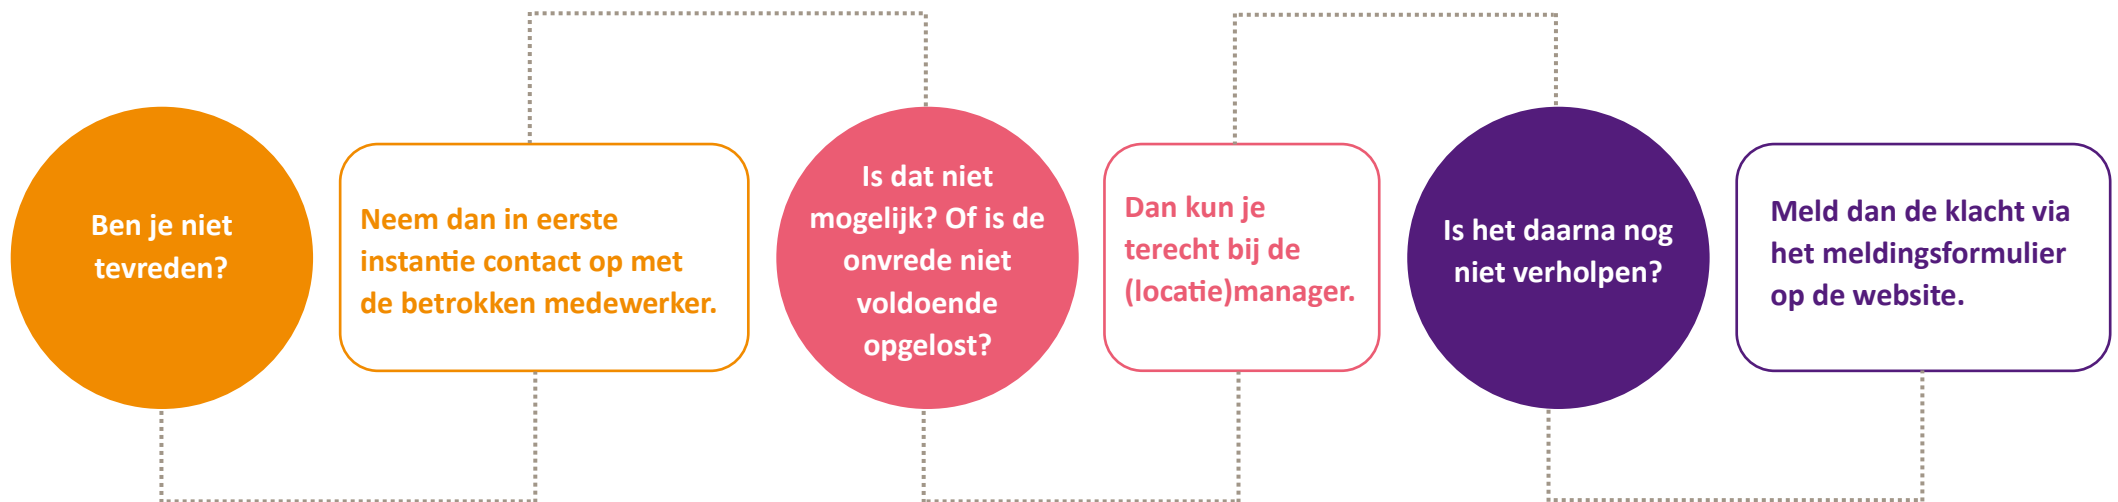 Ben je niet
tevreden?
Neem dan in eerste
instantie contact op met
de betrokken medewerker.
Is dat niet
mogelijk? Of is de
onvrede niet
voldoende
opgelost?
Dan kun je
terecht bij de
(locatie)manager.
Is het daarna nog
niet verholpen?
Meld dan de klacht via
het meldingsformulier
op de website.